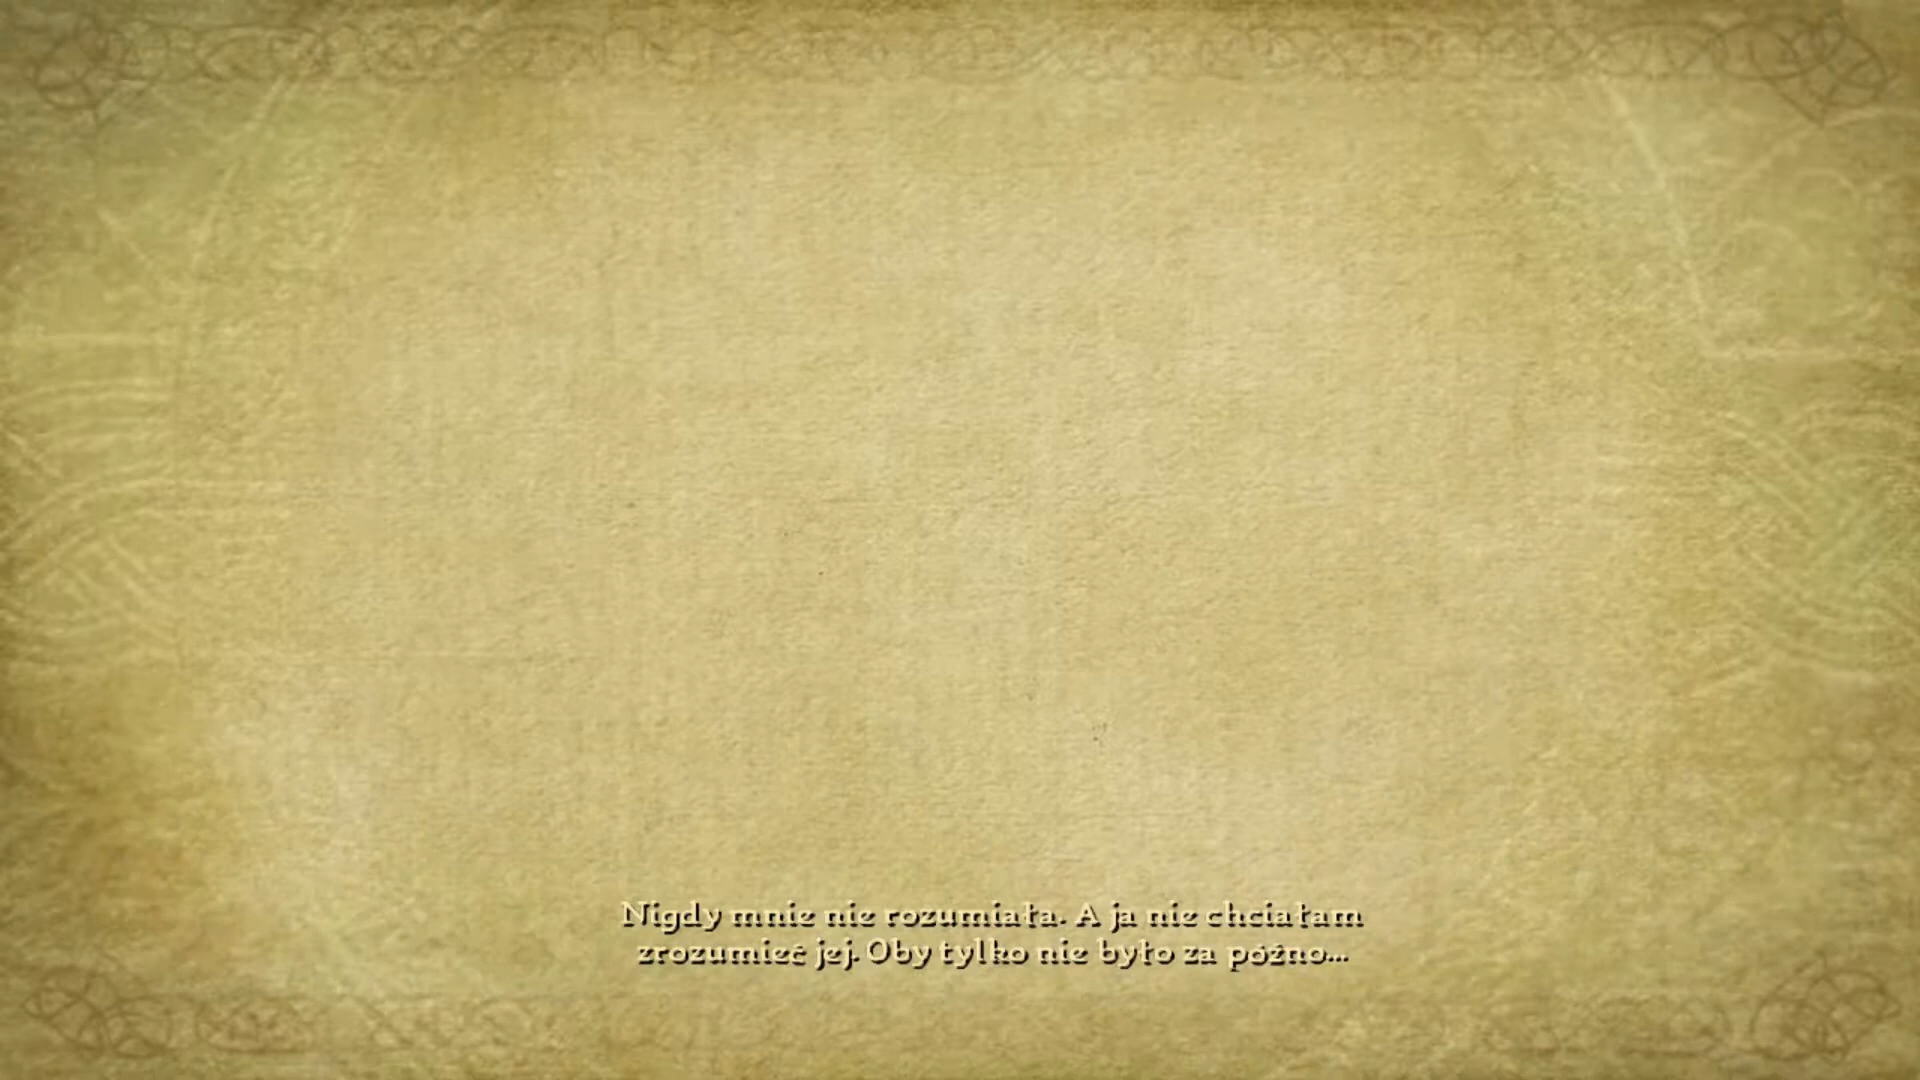 Nigdy mnie nie rozumiała. A ja nie chciałam
zrozumieć jej. Oby tylko nie było za późno...